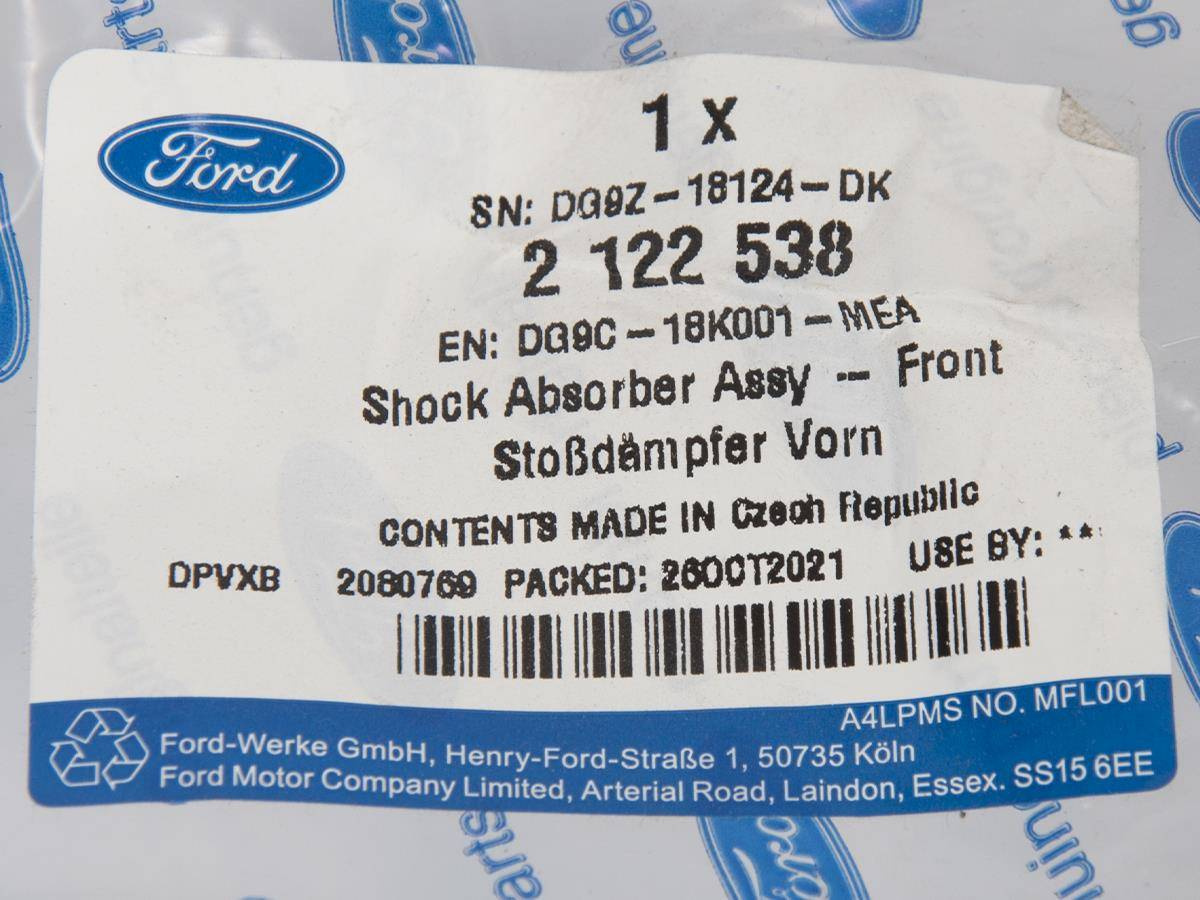 Ford
1 x
SN: DG9Z-18124-DK
2 122 538
EN: DG9C-18K001-MEA
Shock Absorber Assy -- Front
Stoßdämpfer Vorn
CONTENTS MADE IN Czech Republic
DPVXB 2080769 PACKED: 26OCT2021 USE BY: **
A4LPMS NO. MFL001
Ford-Werke GmbH, Henry-Ford-Straße 1, 50735 Köln
Ford Motor Company Limited, Arterial Road, Laindon, Essex. SS15 6EE